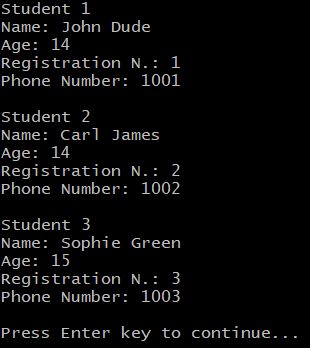 Student 1
Name: John Dude
Age: 14
Registration N.: 1
Phone Number: 1001
Student 2
Name: Carl James
Age: 14
Registration N.: 2
Phone Number: 1002
Student 3
Name: Sophie Green
Age: 15
Registration N.: 3
Phone Number: 1003
Press Enter key to continue...